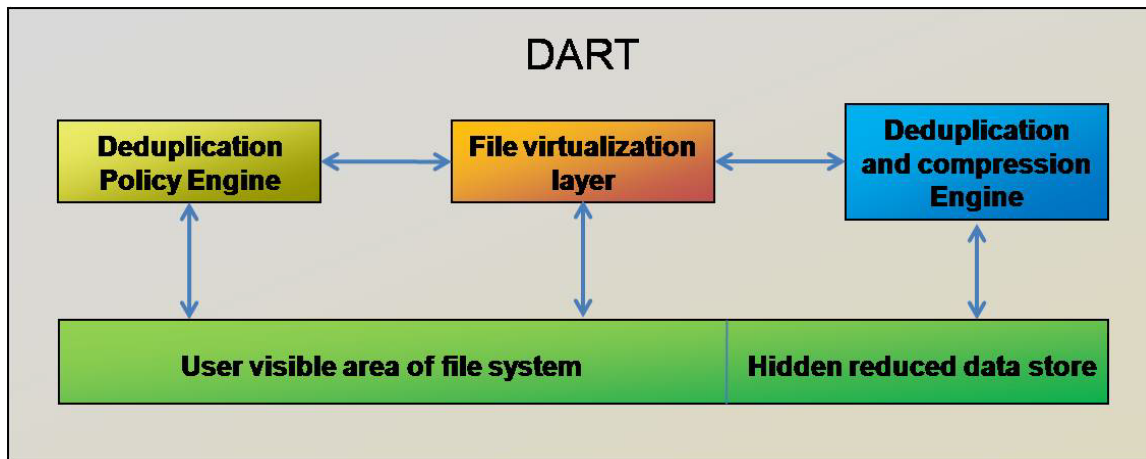 DART
Deduplication
Policy Engine
File virtualization
layer
Deduplication
and compression
Engine
User visible area of file system
Hidden reduced data store